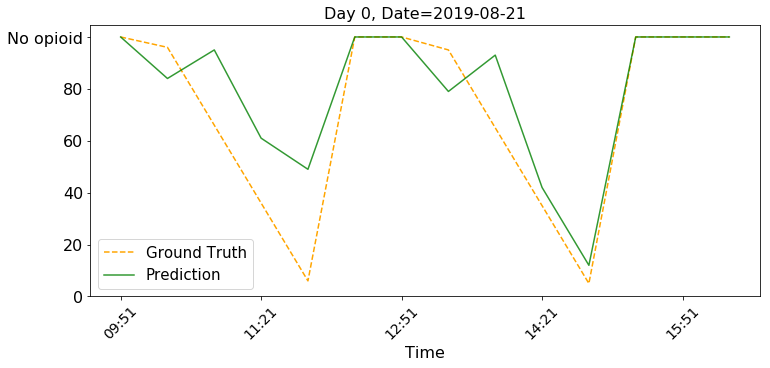 Day 0, Date=2019-08-21
No opioid
80
60
40
20
0
Ground Truth
Prediction
09:51
11:21
12:51
14:21
15:51
Time